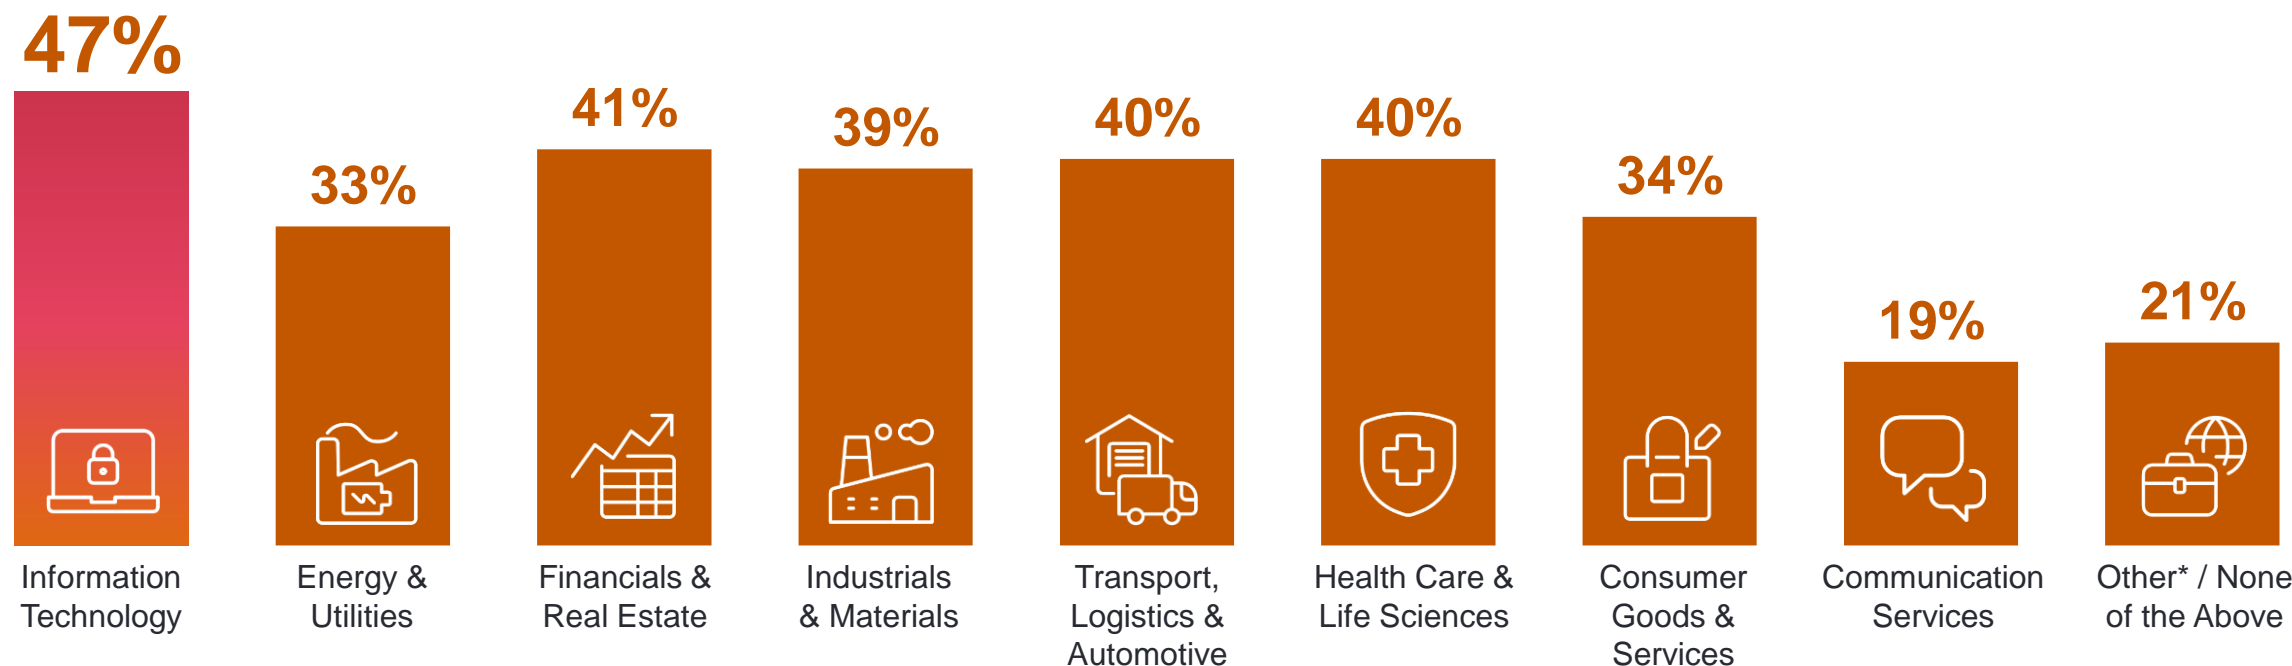 47%
33%
41%
39%
40%
40%
34%
19%
21%
Information
Technology
Energy &
Utilities
Financials &
Real Estate
Industrials
& Materials
Transport,
Logistics &
Automotive
Health Care &
Life Sciences
Consumer
Goods &
Services
Communication
Services
Other* / None
of the Above